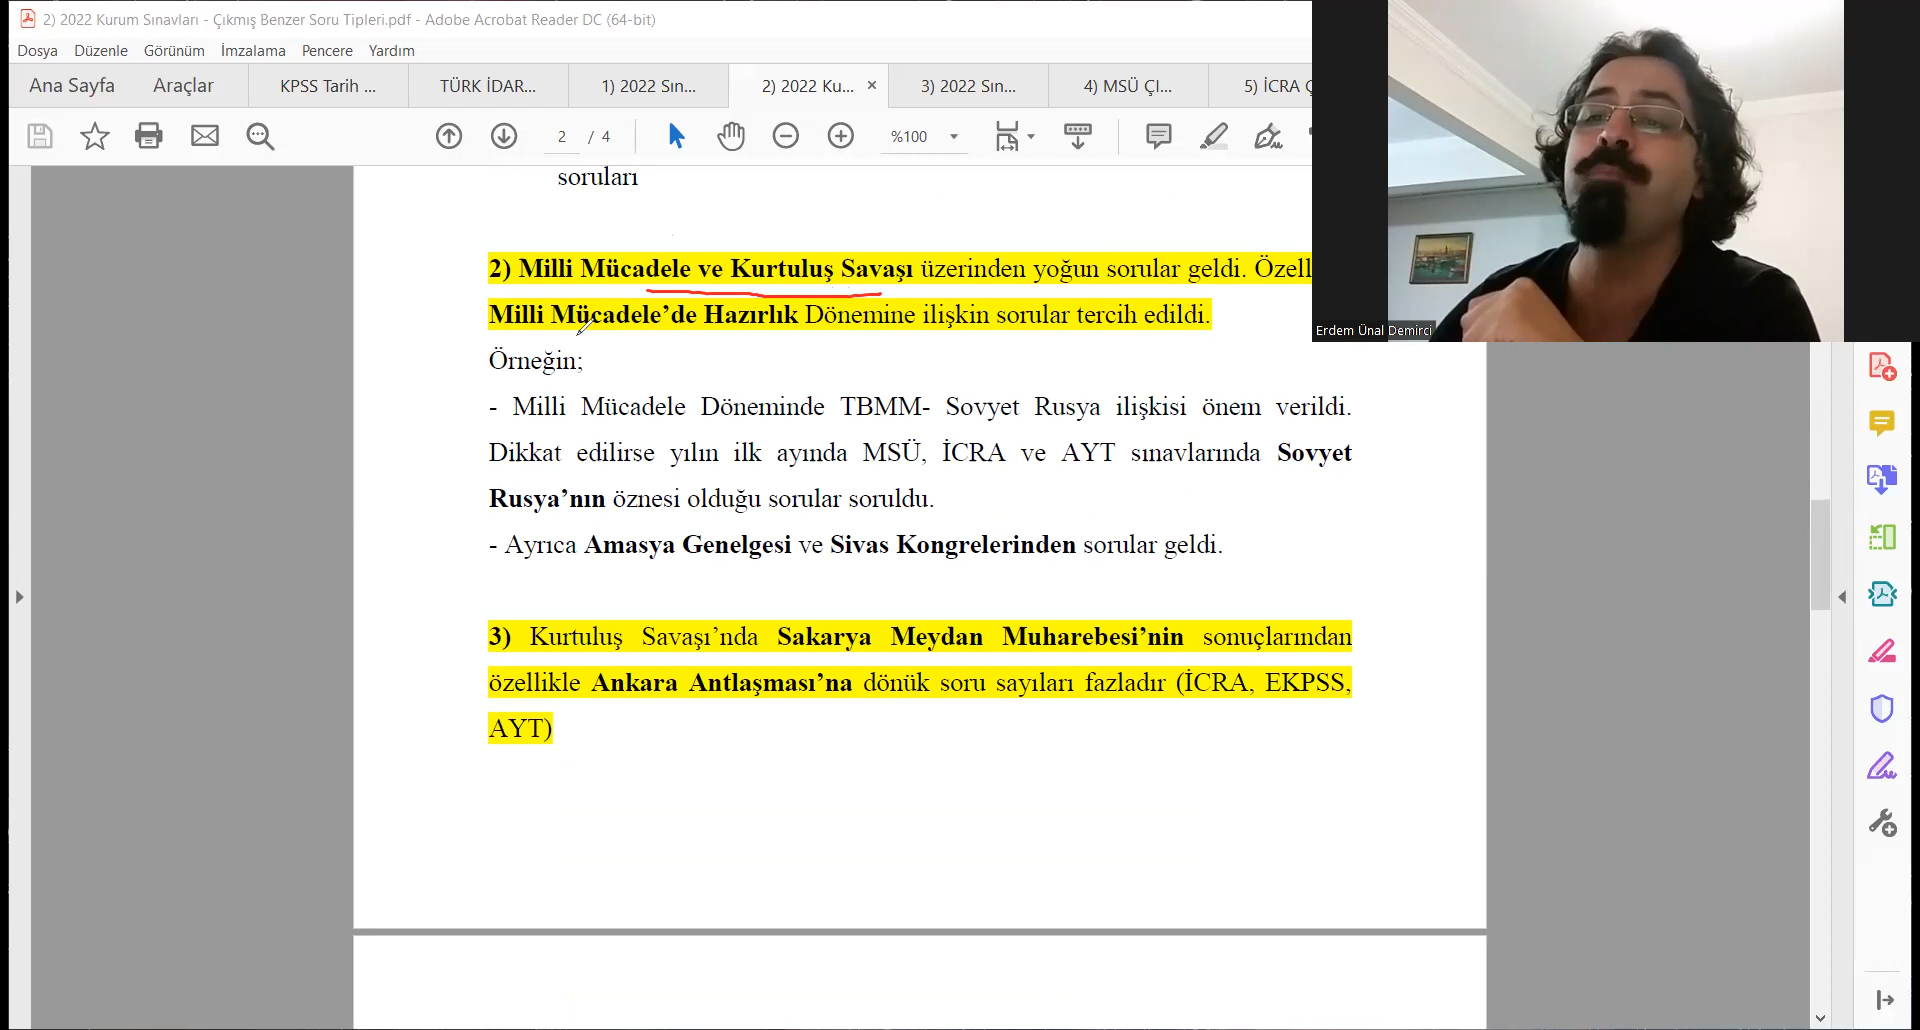 2) 2022 Kurum Sınavları - Çıkmış Benzer Soru Tipleri.pdf - Adobe Acrobat Reader DC (64-bit)
Dosya Düzenle Görünüm İmzalama Pencere Yardım
Ana Sayfa Araçlar KPSS Tarih ... TÜRK İDAR... 1) 2022 Sın... 2) 2022 Ku... × 3) 2022 Sın... 4) MSÜ ÇI... 5) İCRA Ç
2 / 4 %100
soruları
2) Milli Mücadele ve Kurtuluş Savaşı üzerinden yoğun sorular geldi. Özell
Milli Mücadele’de Hazırlık Dönemine ilişkin sorular tercih edildi.
Erdem Ünal Demirci
Örneğin;
- Milli Mücadele Döneminde TBMM- Sovyet Rusya ilişkisi önem verildi.
Dikkat edilirse yılın ilk ayında MSÜ, İCRA ve AYT sınavlarında Sovyet
Rusya’nın öznesi olduğu sorular soruldu.
- Ayrıca Amasya Genelgesi ve Sivas Kongrelerinden sorular geldi.
3) Kurtuluş Savaşı’nda Sakarya Meydan Muharebesi’nin sonuçlarından
özellikle Ankara Antlaşması’na dönük soru sayıları fazladır (İCRA, EKPSS,
AYT)